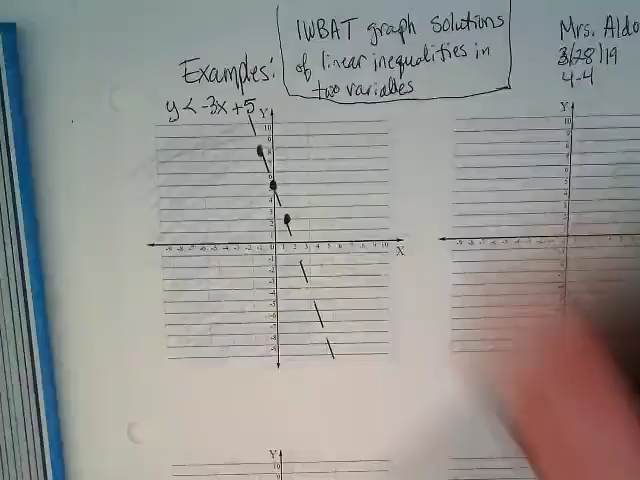 IWBAT graph solutions
of linear inequalities in
two variables
Mrs. Aldo
3/28/19
4-4
Examples:
y < -3x + 5
Y
X
Y
Y